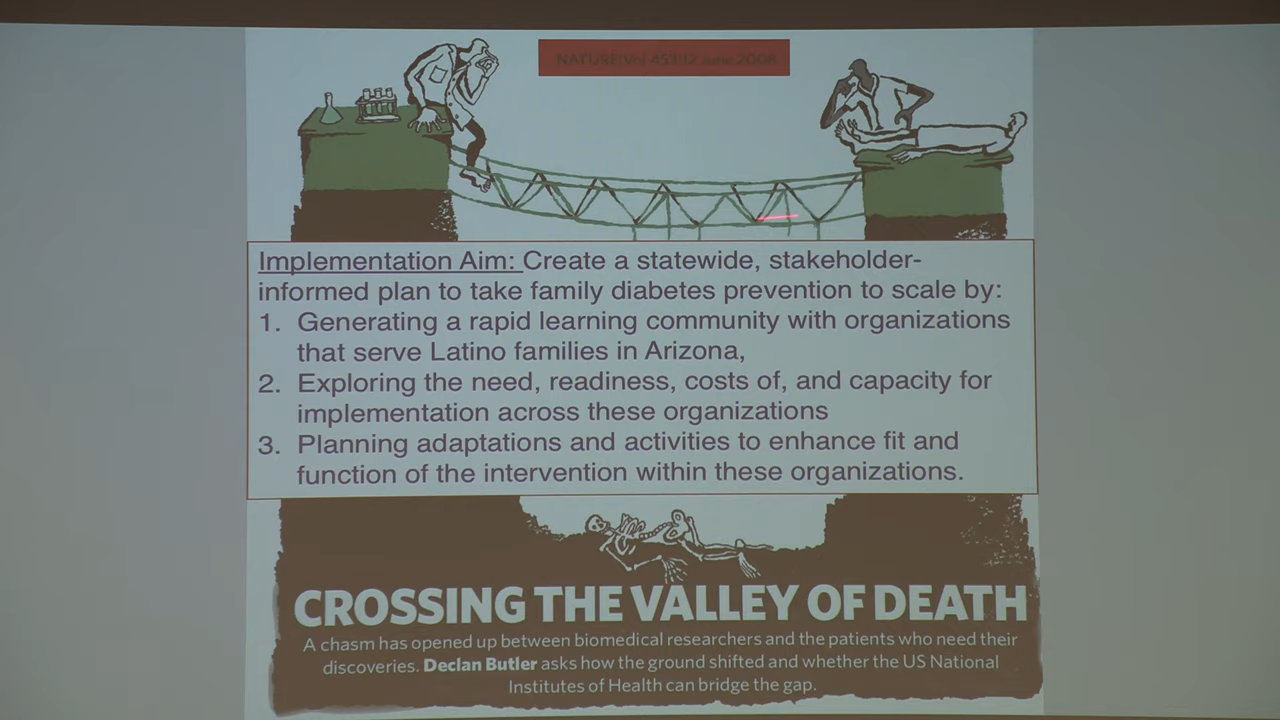 NATURE|Vol 453|12 June 2008
Implementation Aim: Create a statewide, stakeholder-
informed plan to take family diabetes prevention to scale by:
1. Generating a rapid learning community with organizations
that serve Latino families in Arizona,
2. Exploring the need, readiness, costs of, and capacity for
implementation across these organizations
3. Planning adaptations and activities to enhance fit and
function of the intervention within these organizations.
CROSSING THE VALLEY OF DEATH
A chasm has opened up between biomedical researchers and the patients who need their
discoveries. Declan Butler asks how the ground shifted and whether the US National
Institutes of Health can bridge the gap.